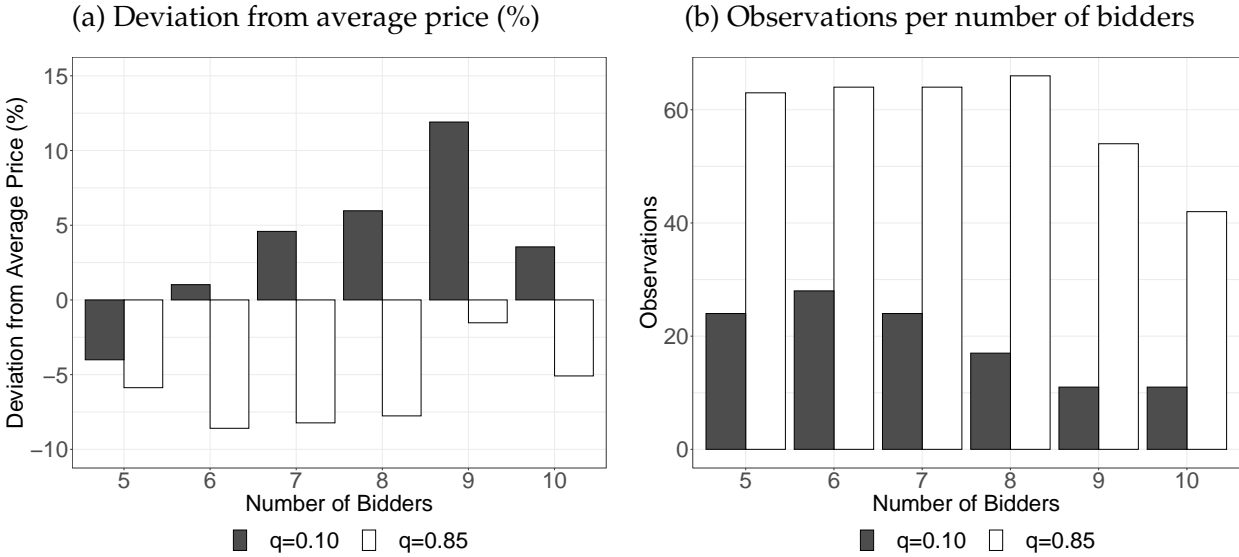 (a) Deviation from average price (%)
Deviation from Average Price (%)
15
10
5
0
−5
−10
5 6 7 8 9 10
Number of Bidders
q=0.10 q=0.85
(b) Observations per number of bidders
Observations
60
40
20
0
5 6 7 8 9 10
Number of Bidders
q=0.10 q=0.85